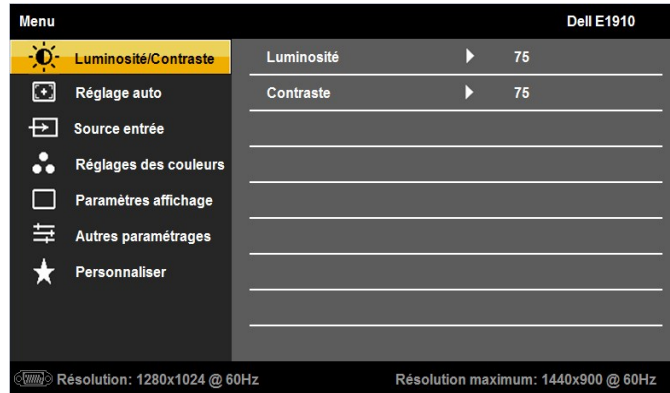 Menu Dell E1910
Luminosité/Contraste Luminosité 75
Réglage auto Contraste 75
Source entrée
Réglages des couleurs
Paramètres affichage
Autres paramétrages
Personnaliser
Résolution: 1280x1024 @ 60Hz Résolution maximum: 1440x900 @ 60Hz